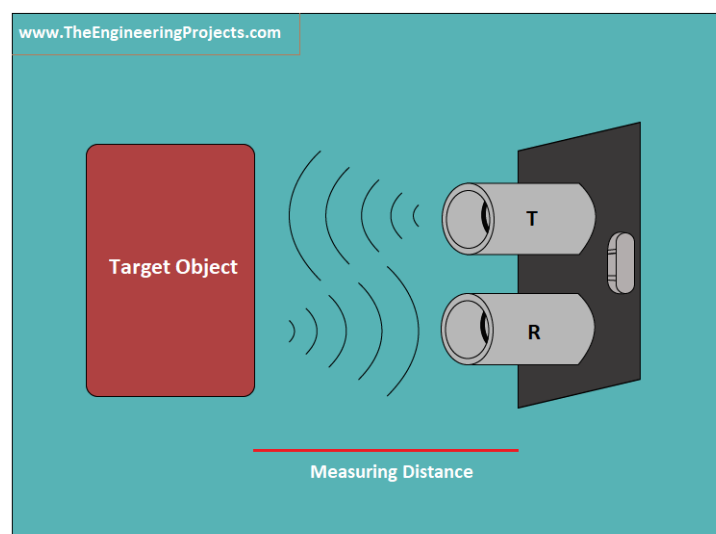 www.TheEngineeringProjects.com
Target Object
T
R
Measuring Distance